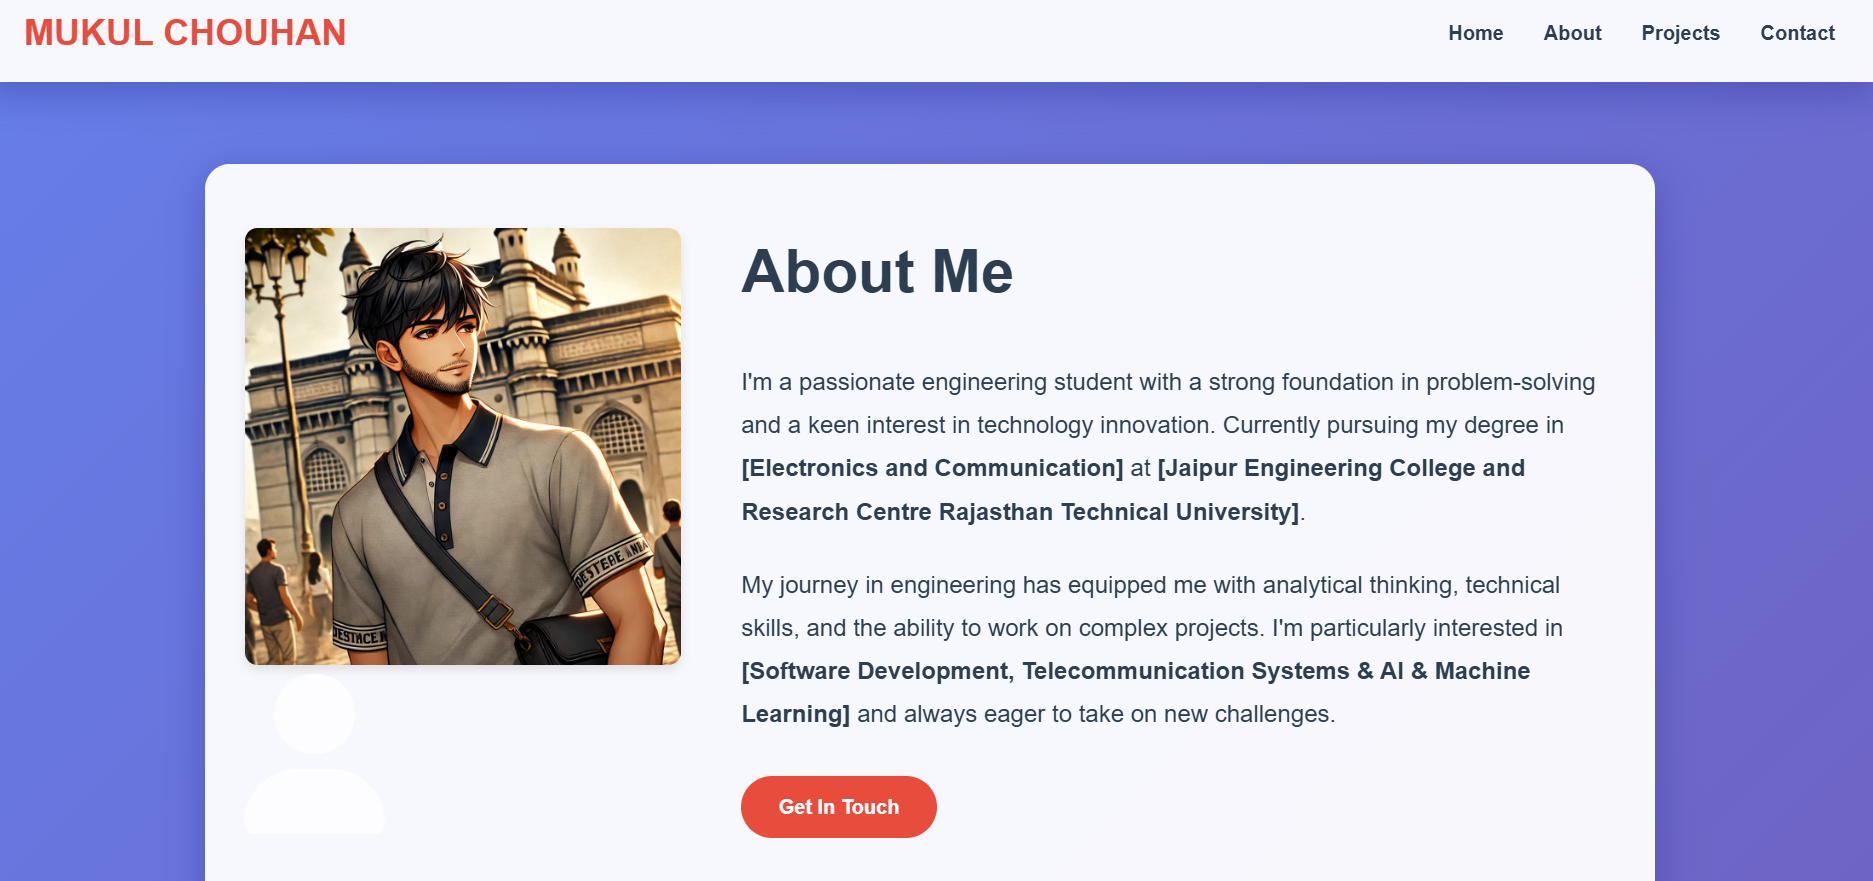 MUKUL CHOUHAN
Home About Projects Contact
About Me
I'm a passionate engineering student with a strong foundation in problem-solving
and a keen interest in technology innovation. Currently pursuing my degree in
[Electronics and Communication] at [Jaipur Engineering College and
Research Centre Rajasthan Technical University].
My journey in engineering has equipped me with analytical thinking, technical
skills, and the ability to work on complex projects. I'm particularly interested in
[Software Development, Telecommunication Systems & AI & Machine
Learning] and always eager to take on new challenges.
Get In Touch